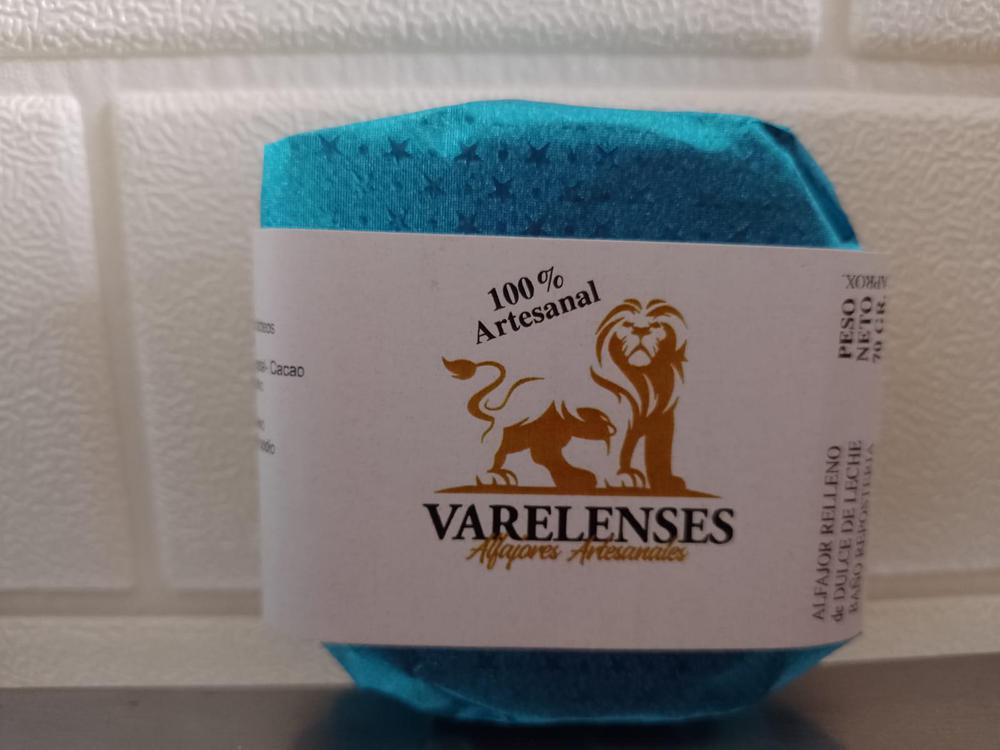 100%
Artesanal
Cacao
VARELENSES
Alfajores Artesanales
PESO
NETO
70 GR.
APROX.
ALFAJOR RELLENO
de DULCE DE LECHE
BAÑO REPOSTERIA